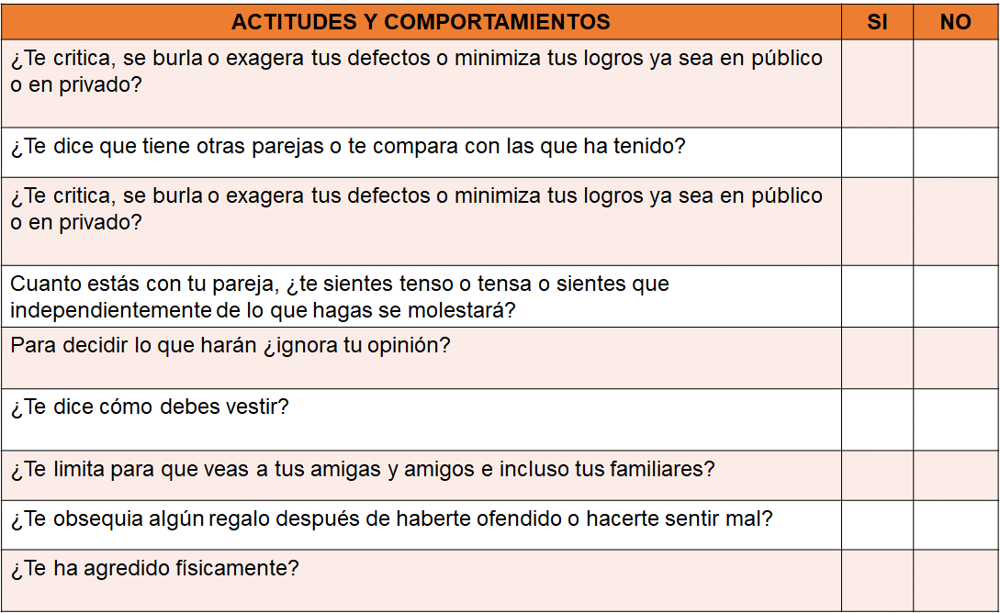 ACTITUDES Y COMPORTAMIENTOS SI NO
¿Te critica, se burla o exagera tus defectos o minimiza tus logros ya sea en público
o en privado?
¿Te dice que tiene otras parejas o te compara con las que ha tenido?
¿Te critica, se burla o exagera tus defectos o minimiza tus logros ya sea en público
o en privado?
Cuanto estás con tu pareja, ¿te sientes tenso o tensa o sientes que
independientemente de lo que hagas se molestará?
Para decidir lo que harán ¿ignora tu opinión?
¿Te dice cómo debes vestir?
¿Te limita para que veas a tus amigas y amigos e incluso tus familiares?
¿Te obsequia algún regalo después de haberte ofendido o hacerte sentir mal?
¿Te ha agredido físicamente?